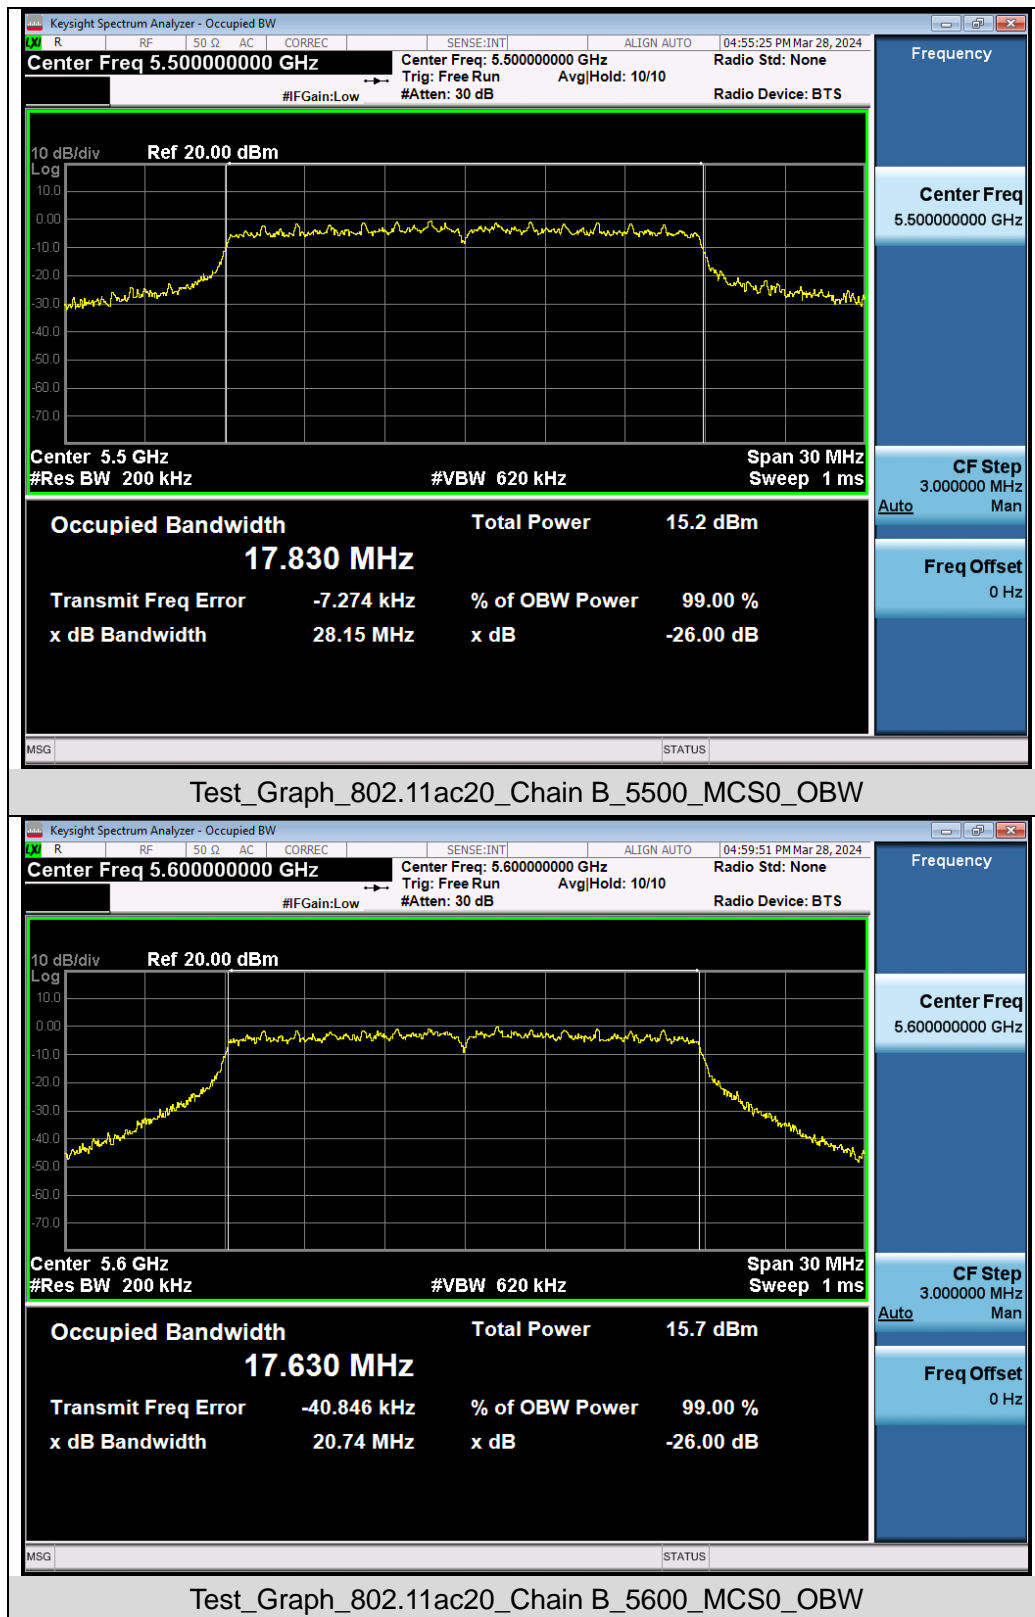 Keysight Spectrum Analyzer - Occupied BW
LXI R RF 50 Ω AC CORREC SENSE:INT ALIGN AUTO 04:55:25 PM Mar 28, 2024
Center Freq 5.500000000 GHz Center Freq: 5.500000000 GHz Radio Std: None
Trig: Free Run Avg|Hold: 10/10
#IFGain:Low #Atten: 30 dB Radio Device: BTS
10 dB/div Ref 20.00 dBm
Log
10.0
0.00
-10.0
-20.0
-30.0
-40.0
-50.0
-60.0
-70.0
Center 5.5 GHz Span 30 MHz
#Res BW 200 kHz #VBW 620 kHz Sweep 1 ms
Occupied Bandwidth Total Power 15.2 dBm
17.830 MHz
Transmit Freq Error -7.274 kHz % of OBW Power 99.00 %
x dB Bandwidth 28.15 MHz x dB -26.00 dB
MSG STATUS
Frequency
Center Freq
5.500000000 GHz
CF Step
3.000000 MHz
Auto Man
Freq Offset
0 Hz
Test_Graph_802.11ac20_Chain B_5500_MCS0_OBW
Keysight Spectrum Analyzer - Occupied BW
LXI R RF 50 Ω AC CORREC SENSE:INT ALIGN AUTO 04:59:51 PM Mar 28, 2024
Center Freq 5.600000000 GHz Center Freq: 5.600000000 GHz Radio Std: None
Trig: Free Run Avg|Hold: 10/10
#IFGain:Low #Atten: 30 dB Radio Device: BTS
10 dB/div Ref 20.00 dBm
Log
10.0
0.00
-10.0
-20.0
-30.0
-40.0
-50.0
-60.0
-70.0
Center 5.6 GHz Span 30 MHz
#Res BW 200 kHz #VBW 620 kHz Sweep 1 ms
Occupied Bandwidth Total Power 15.7 dBm
17.630 MHz
Transmit Freq Error -40.846 kHz % of OBW Power 99.00 %
x dB Bandwidth 20.74 MHz x dB -26.00 dB
MSG STATUS
Frequency
Center Freq
5.600000000 GHz
CF Step
3.000000 MHz
Auto Man
Freq Offset
0 Hz
Test_Graph_802.11ac20_Chain B_5600_MCS0_OBW